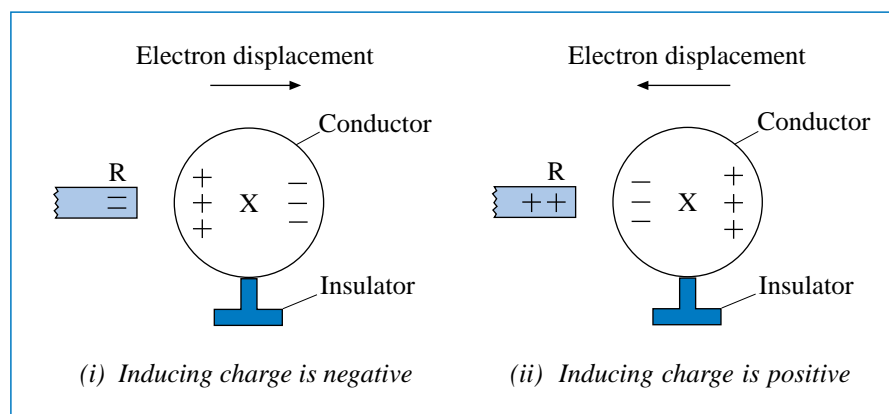 Electron displacement
Conductor
R
X
Insulator
(i) Inducing charge is negative
Electron displacement
Conductor
R
X
Insulator
(ii) Inducing charge is positive